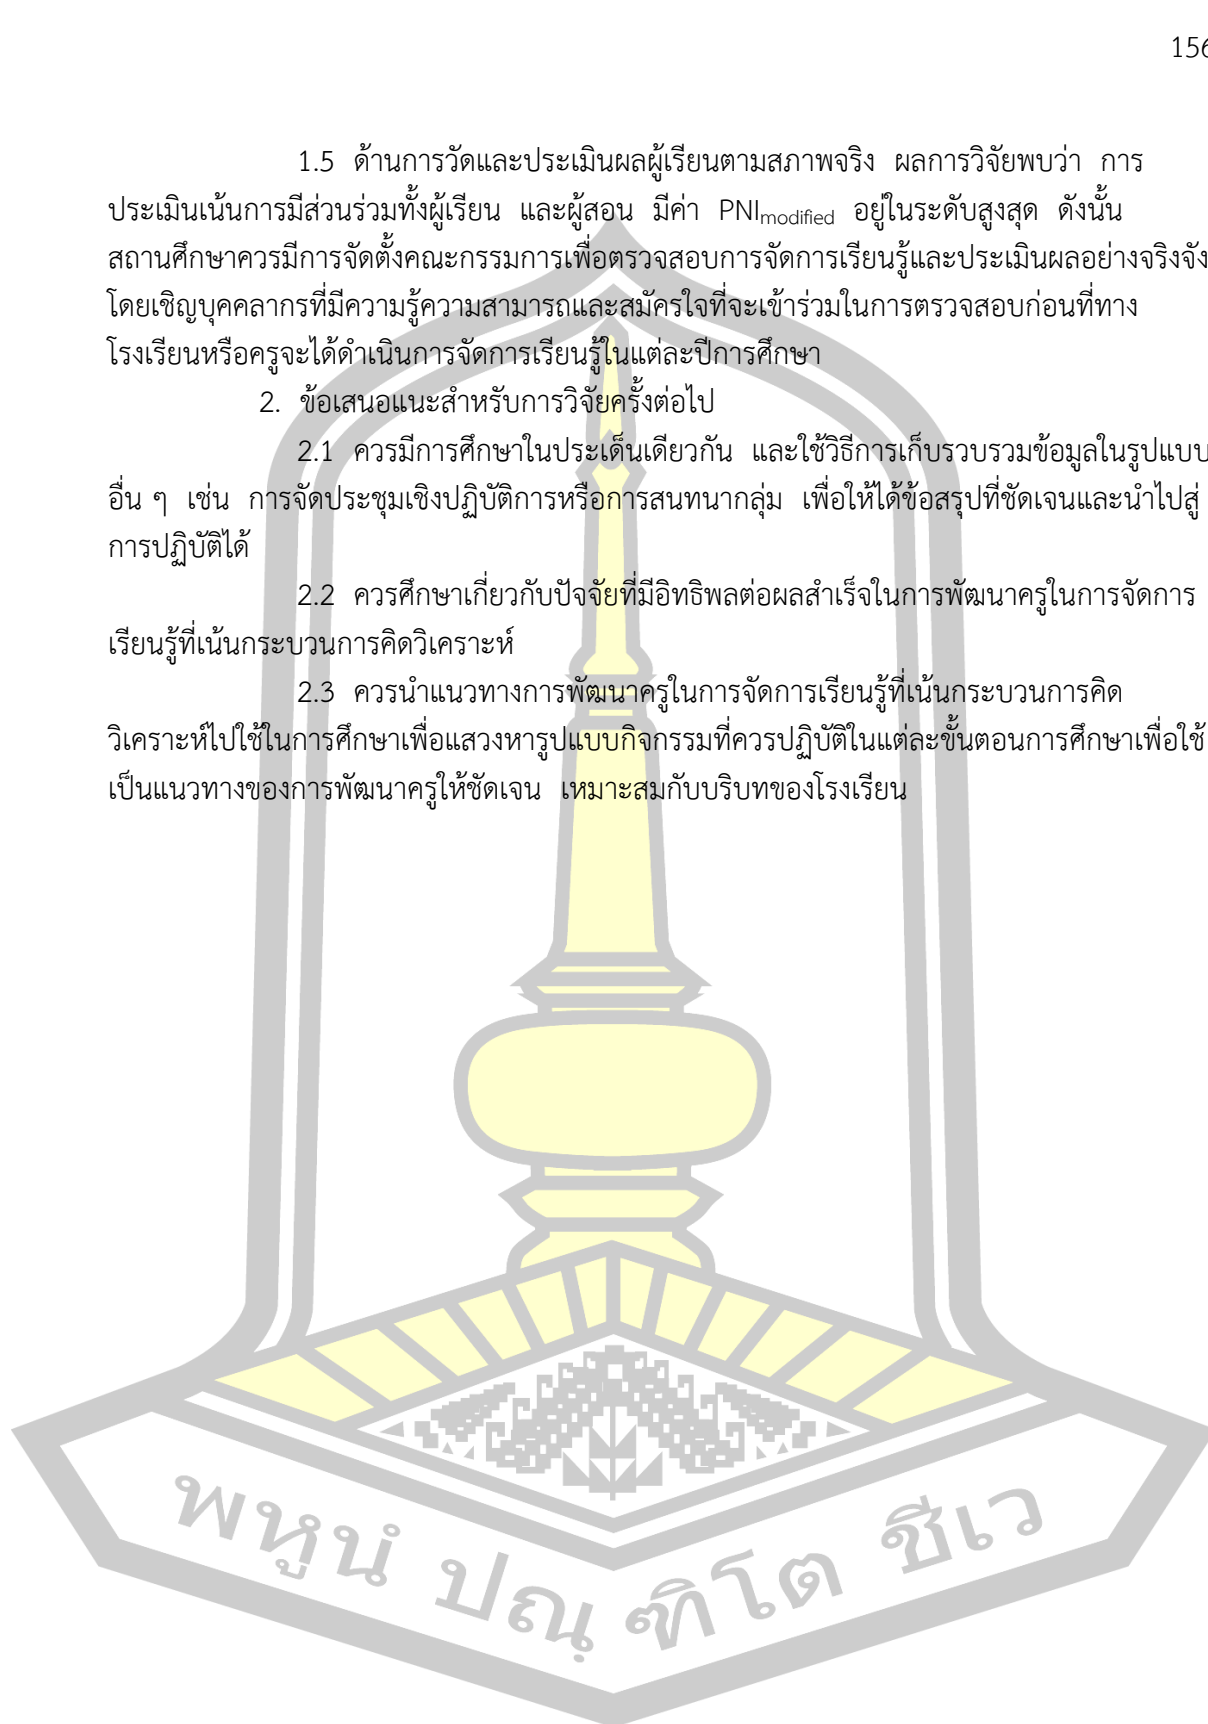 156
1.5 ด้านการวัดและประเมินผลผู้เรียนตามสภาพจริง ผลการวิจัยพบว่า การ
ประเมินเน้นการมีส่วนร่วมทั้งผู้เรียน และผู้สอน มีค่า PNImodified อยู่ในระดับสูงสุด ดังนั้น
สถานศึกษาควรมีการจัดตั้งคณะกรรมการเพื่อตรวจสอบการจัดการเรียนรู้และประเมินผลอย่างจริงจัง
โดยเชิญบุคคลากรที่มีความรู้ความสามารถและสมัครใจที่จะเข้าร่วมในการตรวจสอบก่อนที่ทาง
โรงเรียนหรือครูจะได้ดำเนินการจัดการเรียนรู้ในแต่ละปีการศึกษา
2. ข้อเสนอแนะสำหรับการวิจัยครั้งต่อไป
2.1 ควรมีการศึกษาในประเด็นเดียวกัน และใช้วิธีการเก็บรวบรวมข้อมูลในรูปแบบ
อื่น ๆ เช่น การจัดประชุมเชิงปฏิบัติการหรือการสนทนากลุ่ม เพื่อให้ได้ข้อสรุปที่ชัดเจนและนำไปสู่
การปฏิบัติได้
2.2 ควรศึกษาเกี่ยวกับปัจจัยที่มีอิทธิพลต่อผลสำเร็จในการพัฒนาครูในการจัดการ
เรียนรู้ที่เน้นกระบวนการคิดวิเคราะห์
2.3 ควรนำแนวทางการพัฒนาครูในการจัดการเรียนรู้ที่เน้นกระบวนการคิด
วิเคราะห์ไปใช้ในการศึกษาเพื่อแสวงหารูปแบบกิจกรรมที่ควรปฏิบัติในแต่ละขั้นตอนการศึกษาเพื่อใช้
เป็นแนวทางของการพัฒนาครูให้ชัดเจน เหมาะสมกับบริบทของโรงเรียน
พหูนํ ปณฺฑิโต ชีเว